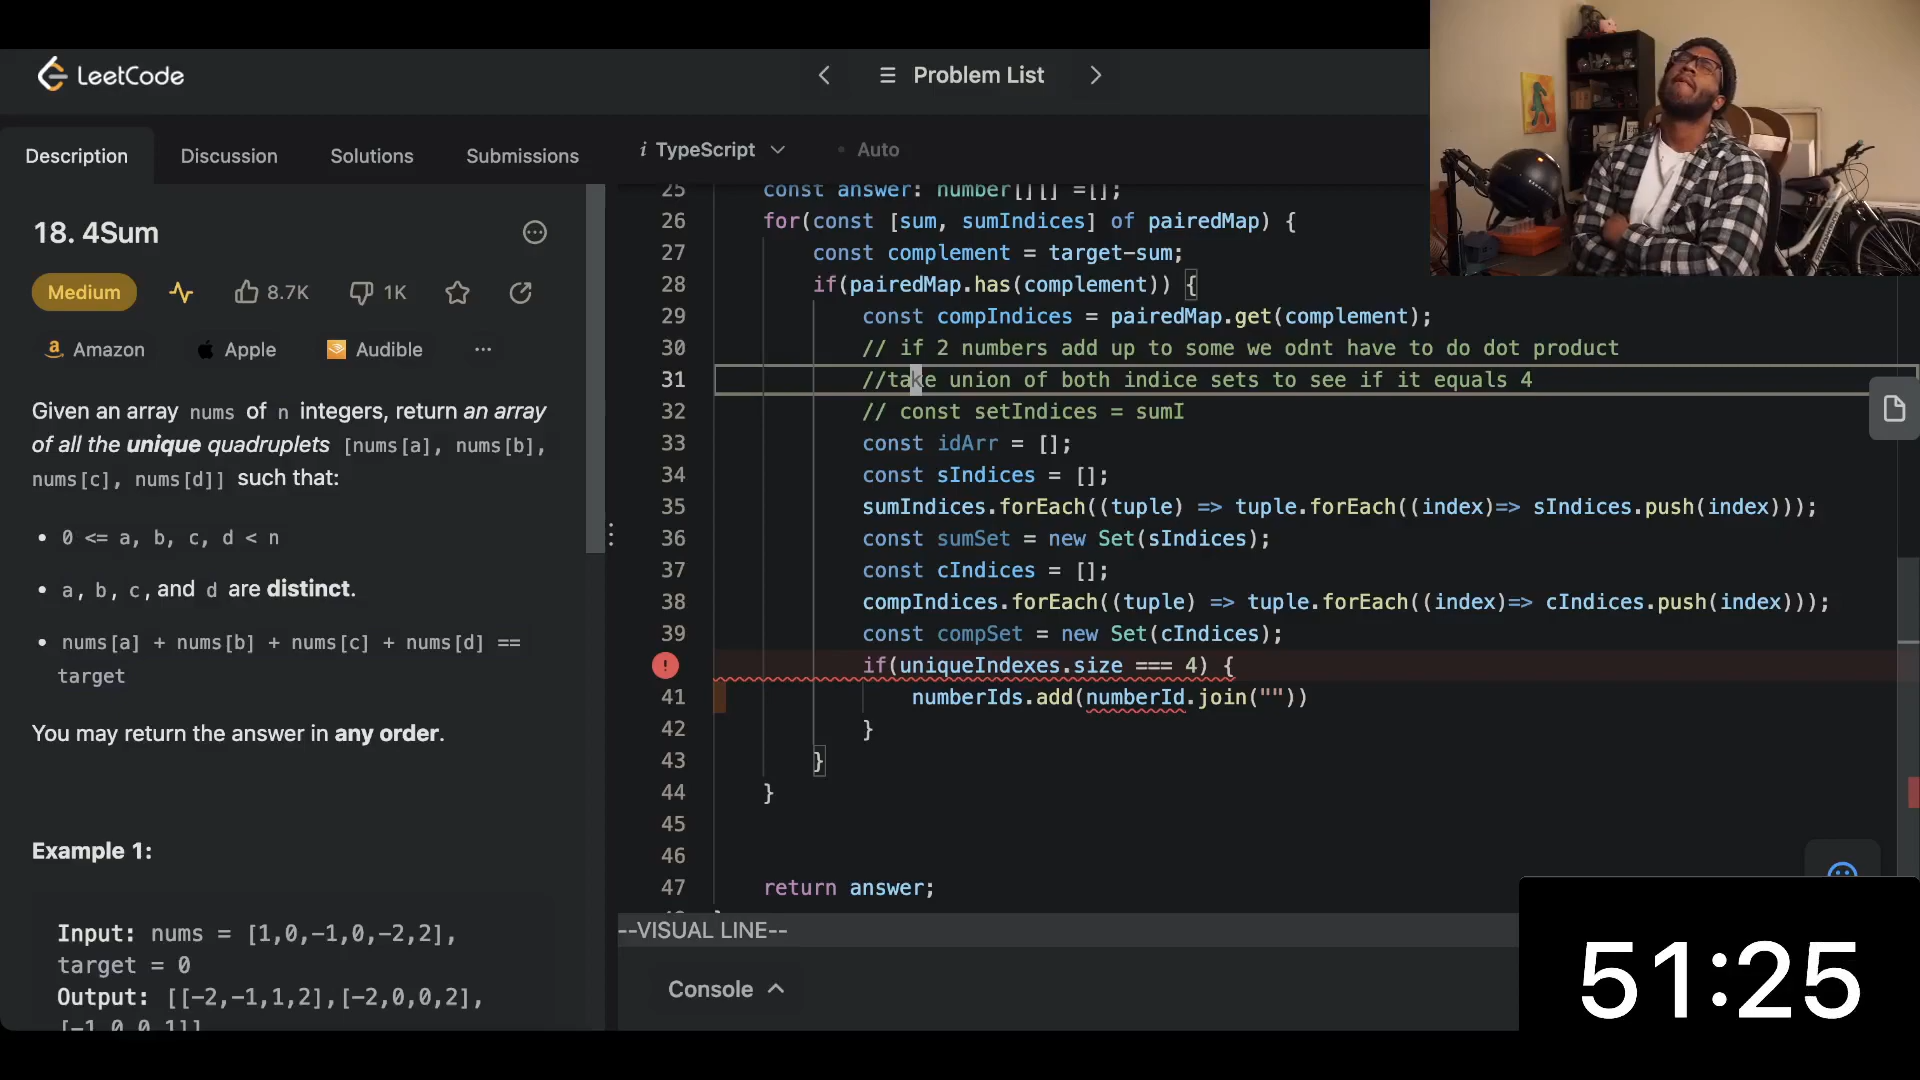 LeetCode
Problem List
Description
Discussion
Solutions
Submissions
i TypeScript
Auto
18. 4Sum
Medium
8.7K
1K
Amazon
Apple
Audible
Given an array nums of n integers, return an array
of all the unique quadruplets [nums[a], nums[b],
nums[c], nums[d]] such that:
• 0 <= a, b, c, d < n
• a, b, c, and d are distinct.
• nums[a] + nums[b] + nums[c] + nums[d] ==
target
You may return the answer in any order.
Example 1:
Input: nums = [1,0,-1,0,-2,2],
target = 0
Output: [[-2,-1,1,2],[-2,0,0,2],
[-1,0,0,1]]
25 const answer: number[][] =[];
26 for(const [sum, sumIndices] of pairedMap) {
27 const complement = target-sum;
28 if(pairedMap.has(complement)) {
29 const compIndices = pairedMap.get(complement);
30 // if 2 numbers add up to some we odnt have to do dot product
31 //take union of both indice sets to see if it equals 4
32 // const setIndices = sumI
33 const idArr = [];
34 const sIndices = [];
35 sumIndices.forEach((tuple) => tuple.forEach((index)=> sIndices.push(index)));
36 const sumSet = new Set(sIndices);
37 const cIndices = [];
38 compIndices.forEach((tuple) => tuple.forEach((index)=> cIndices.push(index)));
39 const compSet = new Set(cIndices);
if(uniqueIndexes.size === 4) {
41 numberIds.add(numberId.join(""))
42 }
43 }
44 }
45
46
47 return answer;
--VISUAL LINE--
Console
51:25